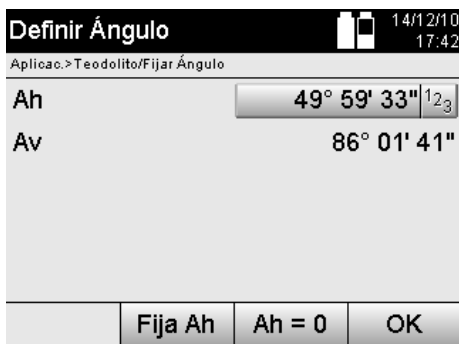 Definir Ángulo 14/12/10
17:42
Aplicac.>Teodolito/Fijar Ángulo
Ah 49° 59' 33" 123
Av 86° 01' 41"
Fija Ah Ah = 0 OK